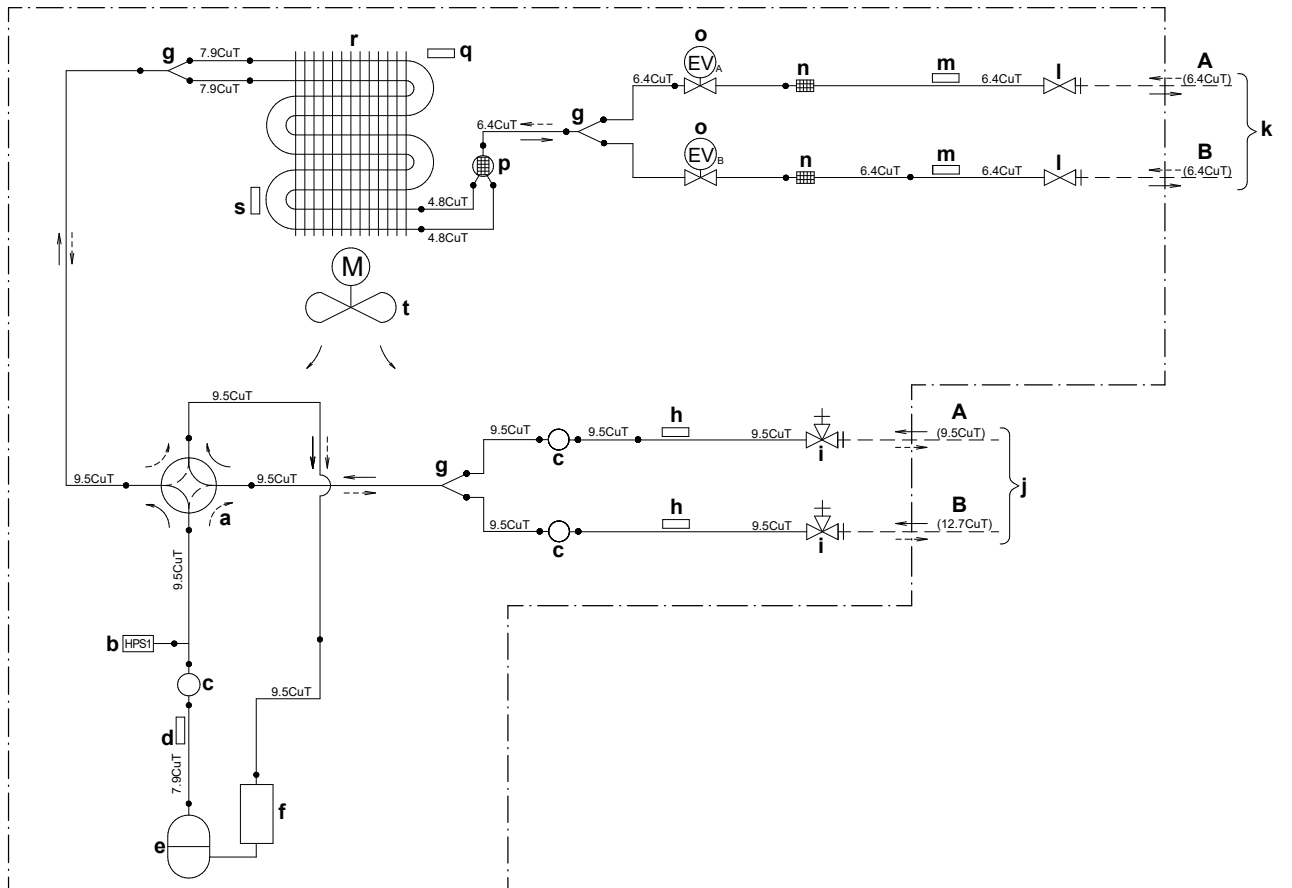 r
q
g
7.9CuT
7.9CuT
o
EVA
n
m
l
A
6.4CuT
6.4CuT
(6.4CuT)
g
6.4CuT
k
o
EVB
n
m
l
B
6.4CuT
6.4CuT
(6.4CuT)
p
s
4.8CuT
4.8CuT
M
t
9.5CuT
A
h
9.5CuT
9.5CuT
9.5CuT
(9.5CuT)
c
i
g
9.5CuT
9.5CuT
j
a
B
h
9.5CuT
9.5CuT
(12.7CuT)
c
i
9.5CuT
b
HPS1
c
9.5CuT
d
7.9CuT
f
e